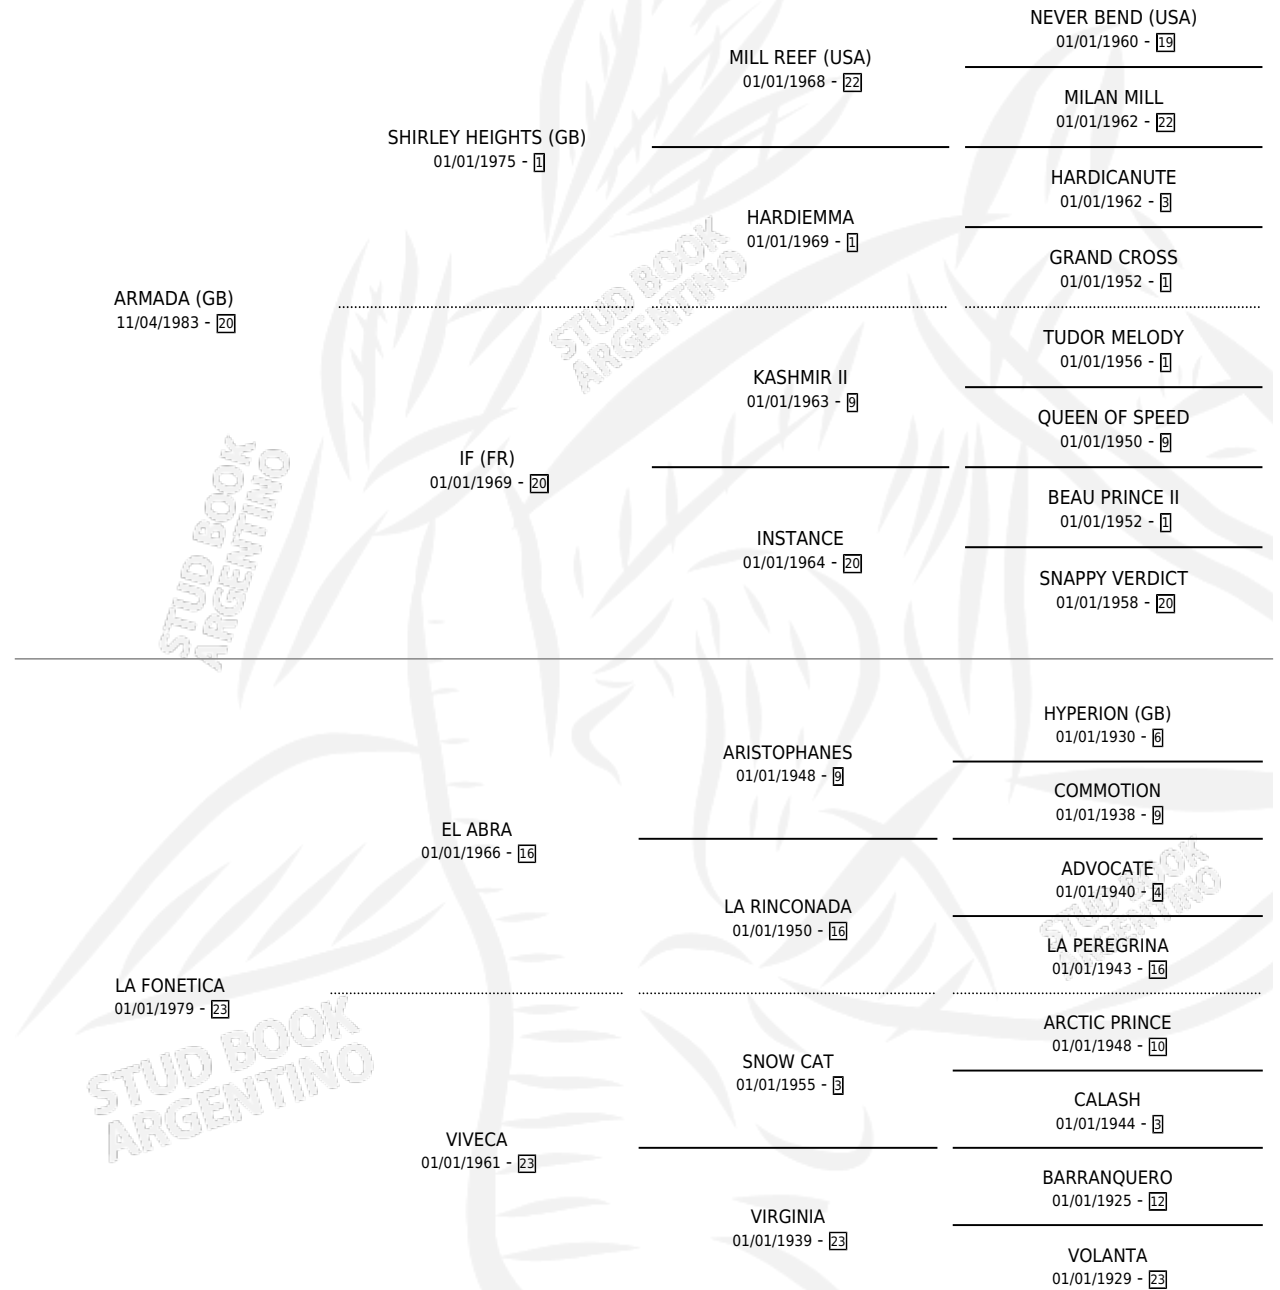 NEVER BEND (USA)
01/01/1960 - 19
MILL REEF (USA)
01/01/1968 - 22
MILAN MILL
01/01/1962 - 22
SHIRLEY HEIGHTS (GB)
01/01/1975 - 1
HARDICANUTE
01/01/1962 - 3
HARDIEMMA
01/01/1969 - 1
GRAND CROSS
01/01/1952 - 1
ARMADA (GB)
11/04/1983 - 20
TUDOR MELODY
01/01/1956 - 1
KASHMIR II
01/01/1963 - 9
QUEEN OF SPEED
01/01/1950 - 9
IF (FR)
01/01/1969 - 20
BEAU PRINCE II
01/01/1952 - 1
INSTANCE
01/01/1964 - 20
SNAPPY VERDICT
01/01/1958 - 20
HYPERION (GB)
01/01/1930 - 6
ARISTOPHANES
01/01/1948 - 9
COMMOTION
01/01/1938 - 9
EL ABRA
01/01/1966 - 16
ADVOCATE
01/01/1940 - 4
LA RINCONADA
01/01/1950 - 16
LA PEREGRINA
01/01/1943 - 16
LA FONETICA
01/01/1979 - 23
ARCTIC PRINCE
01/01/1948 - 10
SNOW CAT
01/01/1955 - 3
CALASH
01/01/1944 - 3
VIVECA
01/01/1961 - 23
BARRANQUERO
01/01/1925 - 12
VIRGINIA
01/01/1939 - 23
VOLANTA
01/01/1929 - 23
STUD BOOK
ARGENTINO
STUD BOOK
ARGENTINO
STUD BOOK
ARGENTINO
STUD BOOK
ARGENTINO